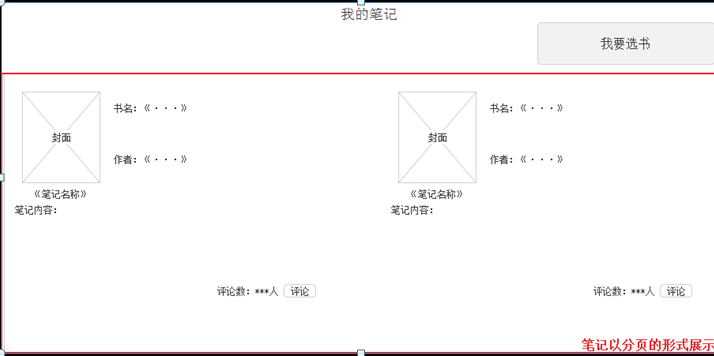 我的笔记
我要选书
封面
书名：《···》
作者：《···》
《笔记名称》
笔记内容：
评论数：***人 评论
封面
书名：《···》
作者：《···》
《笔记名称》
笔记内容：
评论数：***人 评论
笔记以分页的形式展示